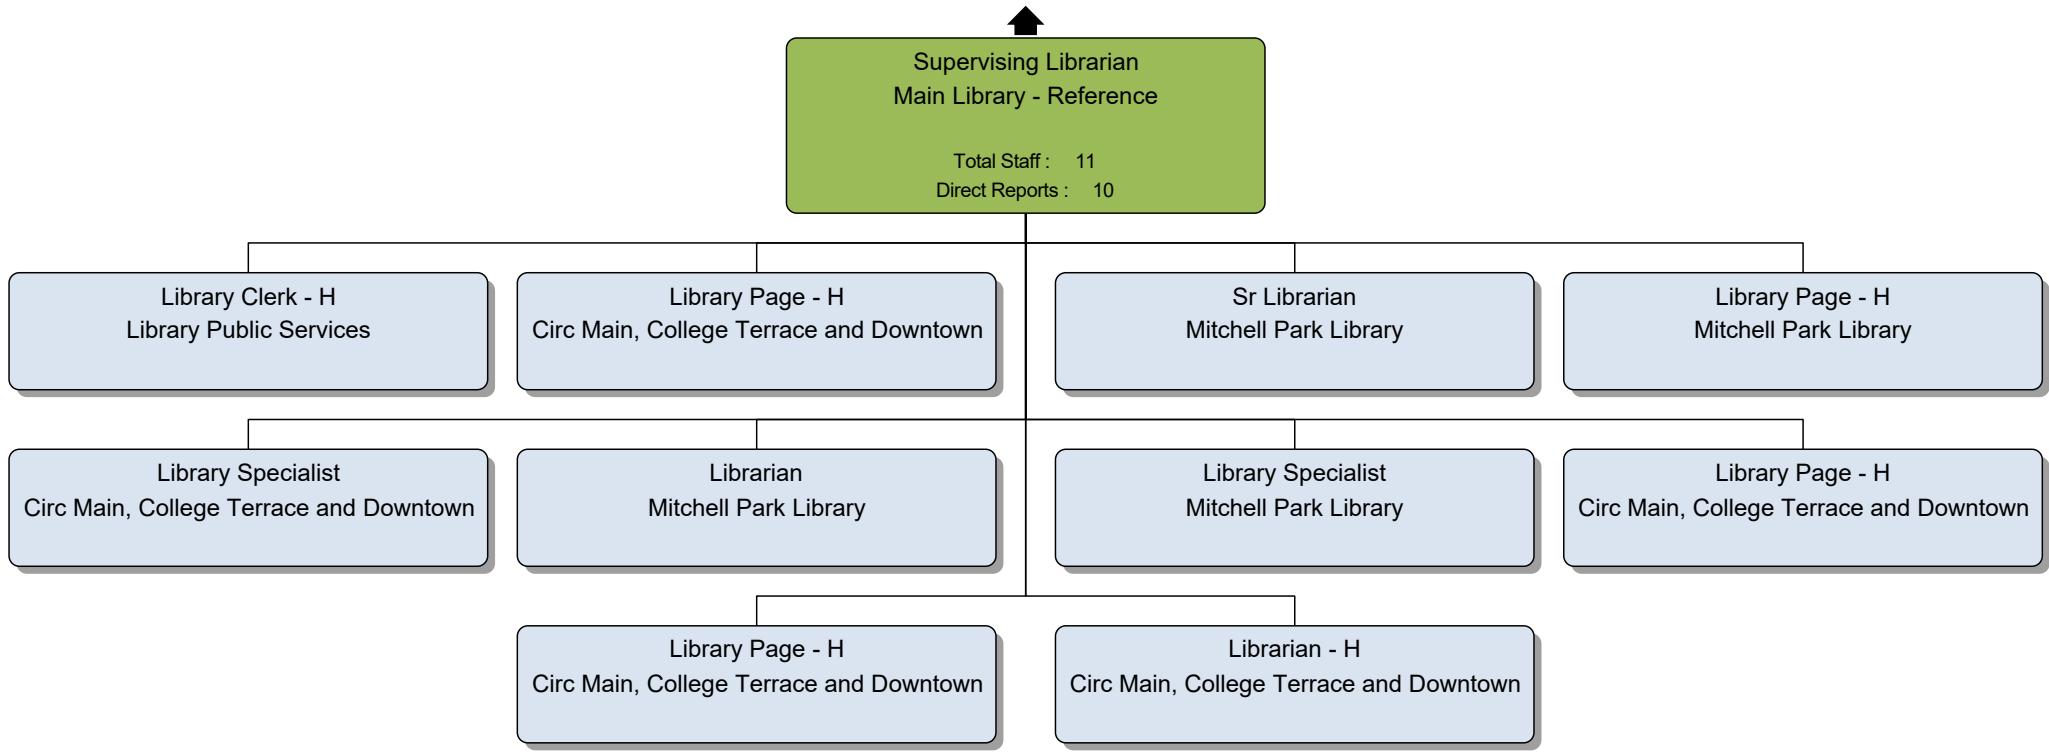 Supervising Librarian
Main Library - Reference
Total Staff : 11
Direct Reports : 10
Library Clerk - H
Library Public Services
Library Page - H
Circ Main, College Terrace and Downtown
Sr Librarian
Mitchell Park Library
Library Page - H
Mitchell Park Library
Library Specialist
Circ Main, College Terrace and Downtown
Librarian
Mitchell Park Library
Library Specialist
Mitchell Park Library
Library Page - H
Circ Main, College Terrace and Downtown
Library Page - H
Circ Main, College Terrace and Downtown
Librarian - H
Circ Main, College Terrace and Downtown